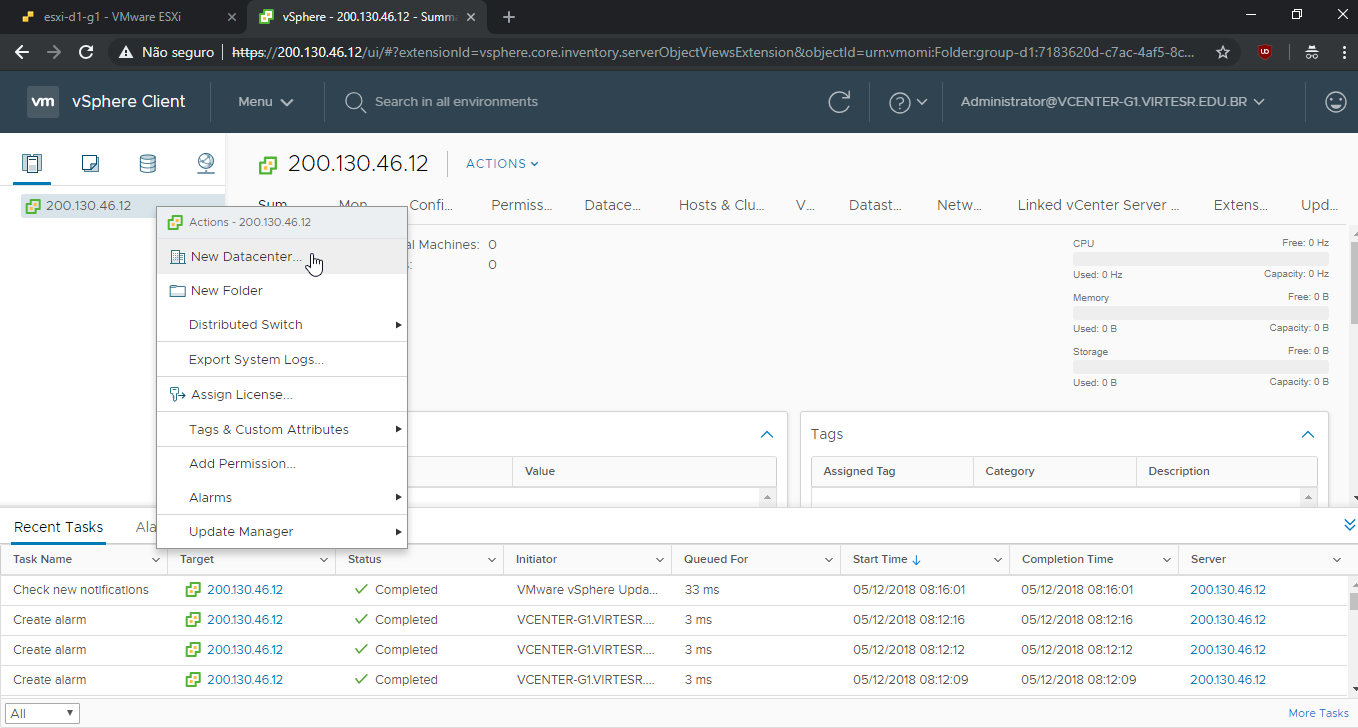 esxi-d1-g1 - VMware ESXi
vSphere - 200.130.46.12 - Summa
Não seguro
https://200.130.46.12/ui/#?extensionId=vsphere.core.inventory.serverObjectViewsExtension&objectId=urn:vmomi:Folder:group-d1:7183620d-c7ac-4af5-8c...
vm vSphere Client
Menu
Search in all environments
Administrator@VCENTER-G1.VIRTESR.EDU.BR
200.130.46.12
ACTIONS
200.130.46.12
Sum... Mon... Confi... Permiss... Datace... Hosts & Clu... V... Datast... Netw... Linked vCenter Server ... Extens... Upd...
Actions - 200.130.46.12
New Datacenter...
New Folder
Distributed Switch
Export System Logs...
Assign License...
Tags & Custom Attributes
Add Permission...
Alarms
Update Manager
al Machines: 0
: 0
CPU Free: 0 Hz
Used: 0 Hz Capacity: 0 Hz
Memory Free: 0 B
Used: 0 B Capacity: 0 B
Storage Free: 0 B
Used: 0 B Capacity: 0 B
Value
Tags
Assigned Tag Category Description
Recent Tasks Ala
Task Name Target Status Initiator Queued For Start Time Completion Time Server
Check new notifications 200.130.46.12 Completed VMware vSphere Upda... 33 ms 05/12/2018 08:16:01 05/12/2018 08:16:01 200.130.46.12
Create alarm 200.130.46.12 Completed VCENTER-G1.VIRTESR.... 3 ms 05/12/2018 08:12:16 05/12/2018 08:12:16 200.130.46.12
Create alarm 200.130.46.12 Completed VCENTER-G1.VIRTESR.... 3 ms 05/12/2018 08:12:12 05/12/2018 08:12:12 200.130.46.12
Create alarm 200.130.46.12 Completed VCENTER-G1.VIRTESR.... 3 ms 05/12/2018 08:12:09 05/12/2018 08:12:09 200.130.46.12
All
More Tasks